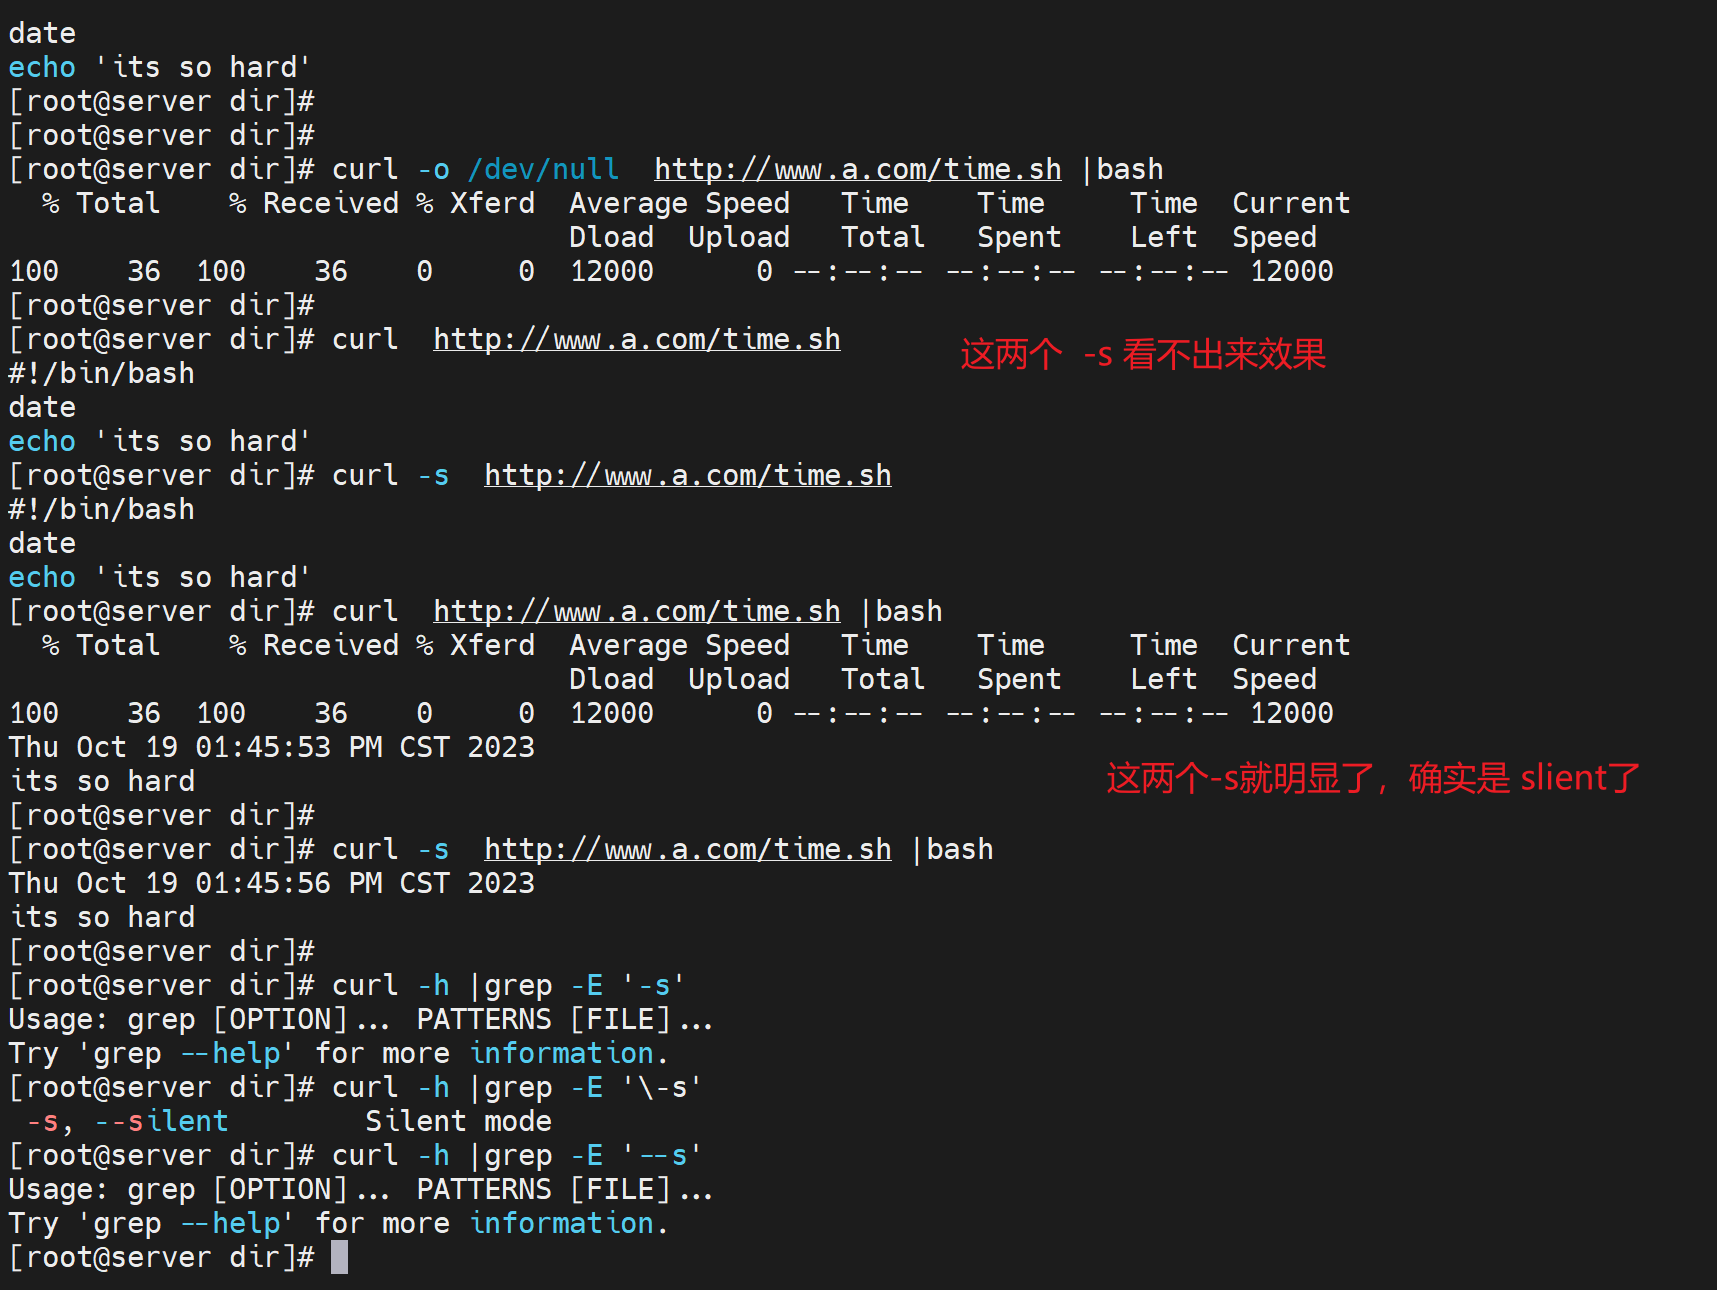 date
echo 'its so hard'
[root@server dir]#
[root@server dir]#
[root@server dir]# curl -o /dev/null  http://www.a.com/time.sh |bash
  % Total    % Received % Xferd  Average Speed   Time    Time     Time  Current
                                 Dload  Upload   Total   Spent    Left  Speed
100    36  100    36    0     0  12000      0 --:--:-- --:--:-- --:--:-- 12000
[root@server dir]#
[root@server dir]# curl  http://www.a.com/time.sh
这两个  -s 看不出来效果
#!/bin/bash
date
echo 'its so hard'
[root@server dir]# curl -s  http://www.a.com/time.sh
#!/bin/bash
date
echo 'its so hard'
[root@server dir]# curl  http://www.a.com/time.sh |bash
  % Total    % Received % Xferd  Average Speed   Time    Time     Time  Current
                                 Dload  Upload   Total   Spent    Left  Speed
100    36  100    36    0     0  12000      0 --:--:-- --:--:-- --:--:-- 12000
Thu Oct 19 01:45:53 PM CST 2023
its so hard
这两个-s就明显了，确实是 slient了
[root@server dir]#
[root@server dir]# curl -s  http://www.a.com/time.sh |bash
Thu Oct 19 01:45:56 PM CST 2023
its so hard
[root@server dir]#
[root@server dir]# curl -h |grep -E '-s'
Usage: grep [OPTION]... PATTERNS [FILE]...
Try 'grep --help' for more information.
[root@server dir]# curl -h |grep -E '\-s'
 -s, --silent        Silent mode
[root@server dir]# curl -h |grep -E '--s'
Usage: grep [OPTION]... PATTERNS [FILE]...
Try 'grep --help' for more information.
[root@server dir]#